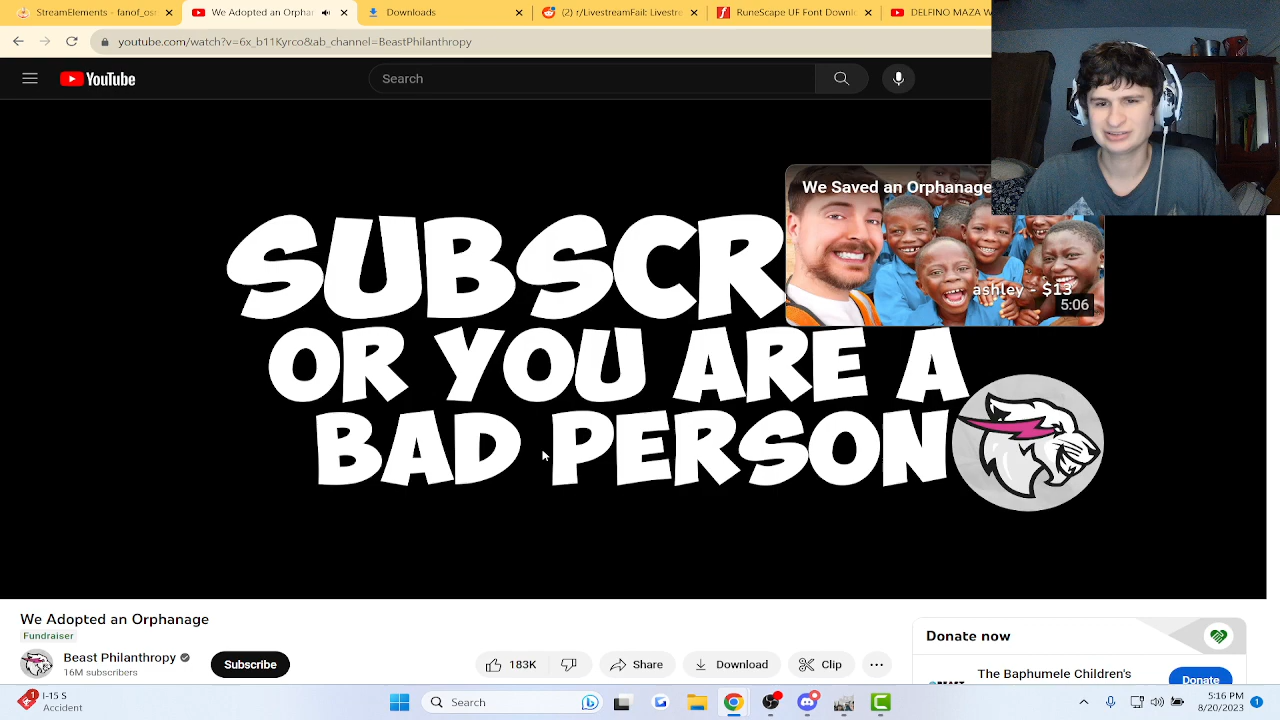 StreamElements - fanof_os
We Adopted an Orphan
Downloads
(2) r/LivestreamFail: Livestre
RuneScape UF Font Downl
DELFINO MAZA W
youtube.com/watch?v=6x_b11Kyrco&ab_channel=BeastPhilanthropy
YouTube
Search
We Saved an Orphanage
SUBSCR
ashley - $13
5:06
OR YOU ARE A
BAD PERSON
We Adopted an Orphanage
Fundraiser
Beast Philanthropy
16M subscribers
Subscribe
183K
Share
Download
Clip
Donate now
The Baphumele Children's
Donate
1
I-15 S
Accident
Search
5:16 PM
8/20/2023
1